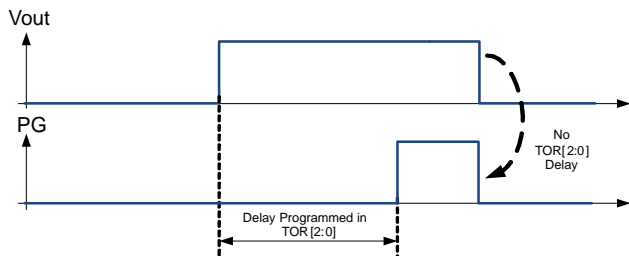 Vout
PG
No
TOR[2:0]
Delay
Delay Programmed in
TOR[2:0]